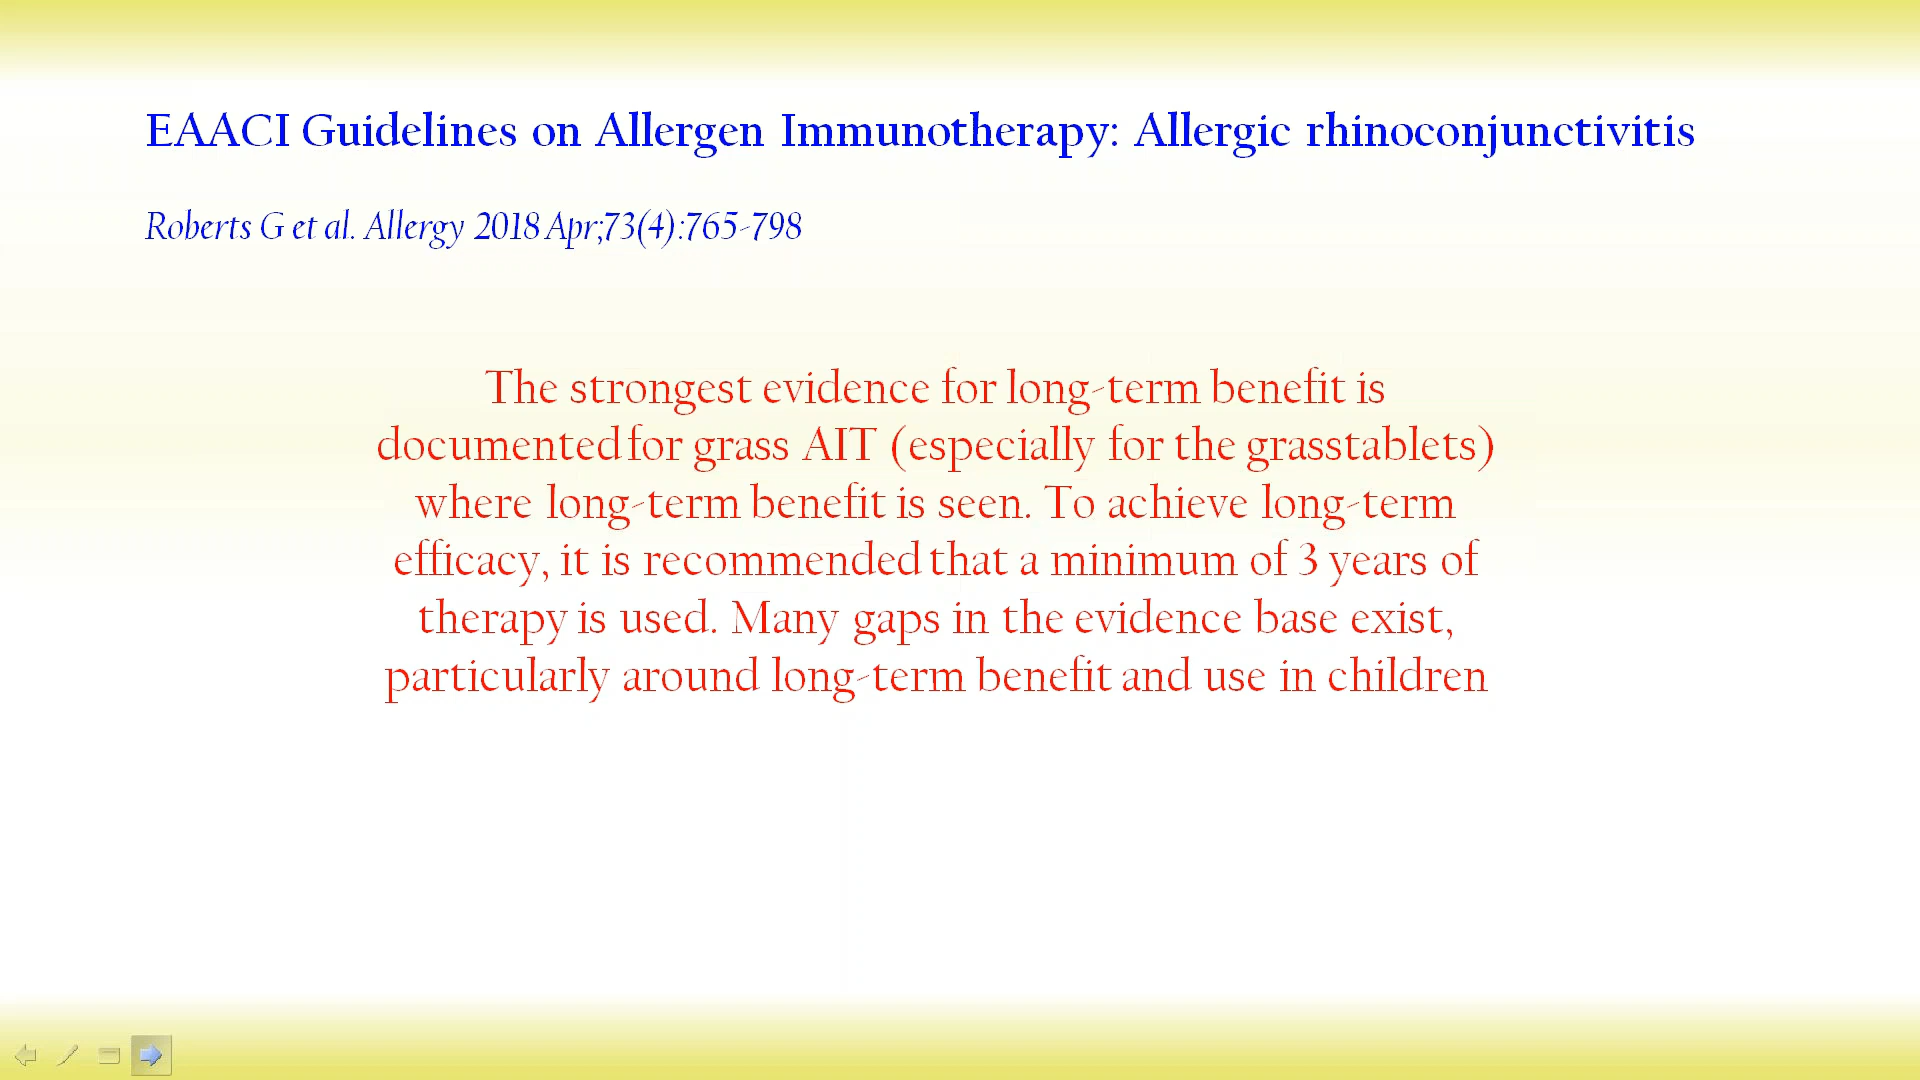 EAACI Guidelines on Allergen Immunotherapy: Allergic rhinoconjunctivitis
Roberts G et al. Allergy 2018 Apr;73(4):765-798
The strongest evidence for long-term benefit is
documented for grass AIT (especially for the grasstablets)
where long-term benefit is seen. To achieve long-term
efficacy, it is recommended that a minimum of 3 years of
therapy is used. Many gaps in the evidence base exist,
particularly around long-term benefit and use in children